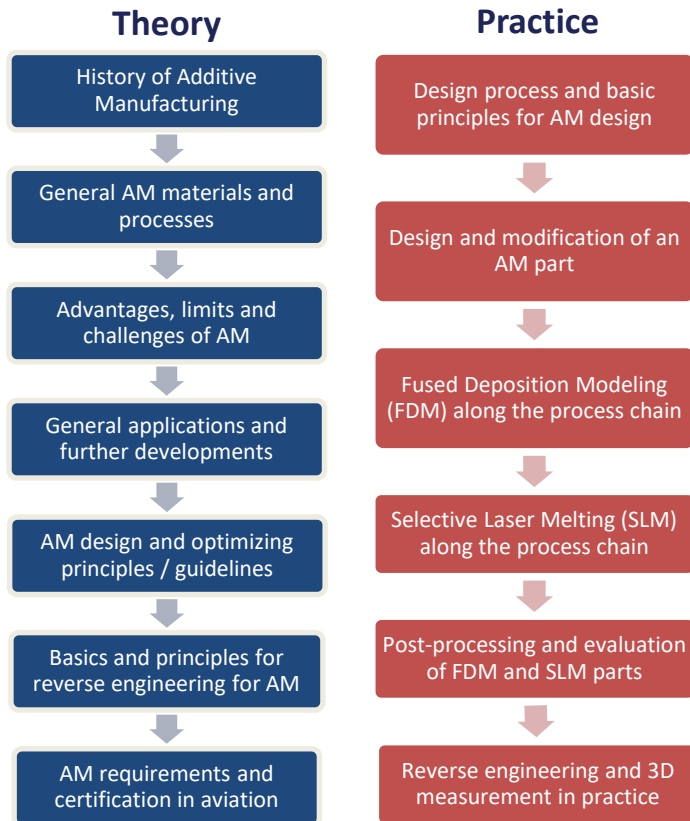 Theory
History of Additive
Manufacturing
General AM materials and
processes
Advantages, limits and
challenges of AM
General applications and
further developments
AM design and optimizing
principles / guidelines
Basics and principles for
reverse engineering for AM
AM requirements and
certification in aviation
Practice
Design process and basic
principles for AM design
Design and modification of an
AM part
Fused Deposition Modeling
(FDM) along the process chain
Selective Laser Melting (SLM)
along the process chain
Post-processing and evaluation
of FDM and SLM parts
Reverse engineering and 3D
measurement in practice